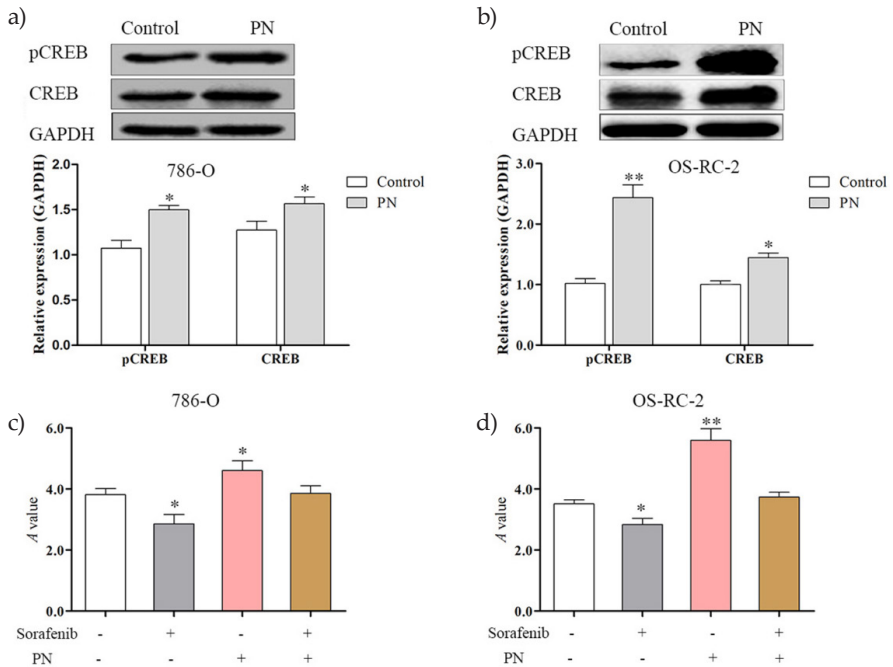 a)
Control PN
pCREB
CREB
GAPDH
786-O
Relative expression (GAPDH)
2.0
1.5
1.0
0.5
0.0
* *
Control
PN
pCREB CREB
b)
Control PN
pCREB
CREB
GAPDH
OS-RC-2
Relative expression (GAPDH)
3.0
2.0
1.0
0.0
** *
Control
PN
pCREB CREB
c)
786-O
A value
6.0
4.0
2.0
0.0
* *
Sorafenib - + - +
PN - - + +
d)
OS-RC-2
A value
6.0
4.0
2.0
0.0
* **
Sorafenib - + - +
PN - - + +